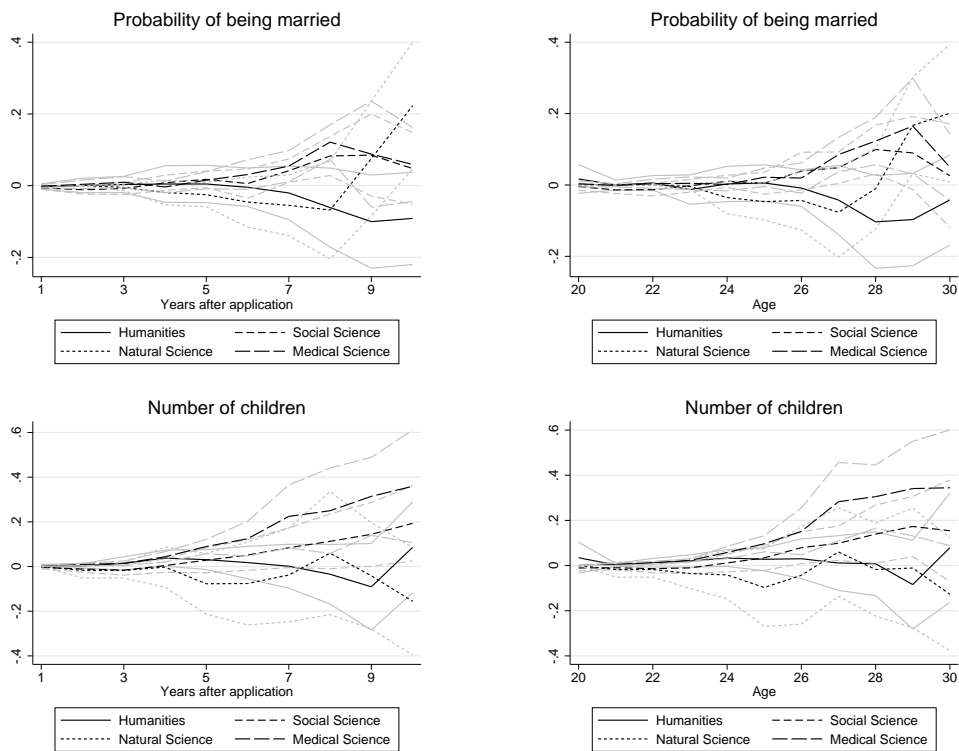 Probability of being married
.4
.2
0
-.2
1 3 5 7 9
Years after application
Humanities Social Science
Natural Science Medical Science
Probability of being married
.4
.2
0
-.2
20 22 24 26 28 30
Age
Humanities Social Science
Natural Science Medical Science
Number of children
.6
.4
.2
0
-.2
-.4
1 3 5 7 9
Years after application
Humanities Social Science
Natural Science Medical Science
Number of children
.6
.4
.2
0
-.2
-.4
20 22 24 26 28 30
Age
Humanities Social Science
Natural Science Medical Science